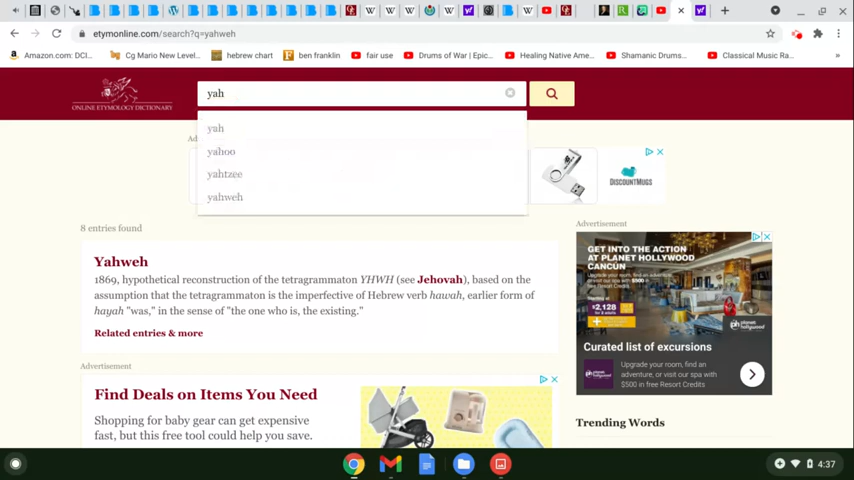 etymonline.com/search?q=yahweh
Amazon.com: DCI...
Cg Mario New Level...
hebrew chart
ben franklin
fair use
Drums of War | Epic...
Healing Native Ame...
Shamanic Drums...
Classical Music Ra...
»
ONLINE ETYMOLOGY DICTIONARY
yah
yah
yahoo
yahtzee
yahweh
DISCOUNTMUGS
8 entries found
Advertisement
Yahweh
1869, hypothetical reconstruction of the tetragrammaton YHWH (see Jehovah), based on the
assumption that the tetragrammaton is the imperfective of Hebrew verb hawah, earlier form of
hayah "was," in the sense of "the one who is, the existing."
Related entries & more
GET INTO THE ACTION
AT PLANET HOLLYWOOD
CANCUN
$2,128
planet
hollywood
Curated list of excursions
Upgrade your room, find an
adventure, or visit our spa with
$500 in free Resort Credits
Advertisement
Find Deals on Items You Need
Shopping for baby gear can get expensive
fast, but this free tool could help you save.
Trending Words
4:37